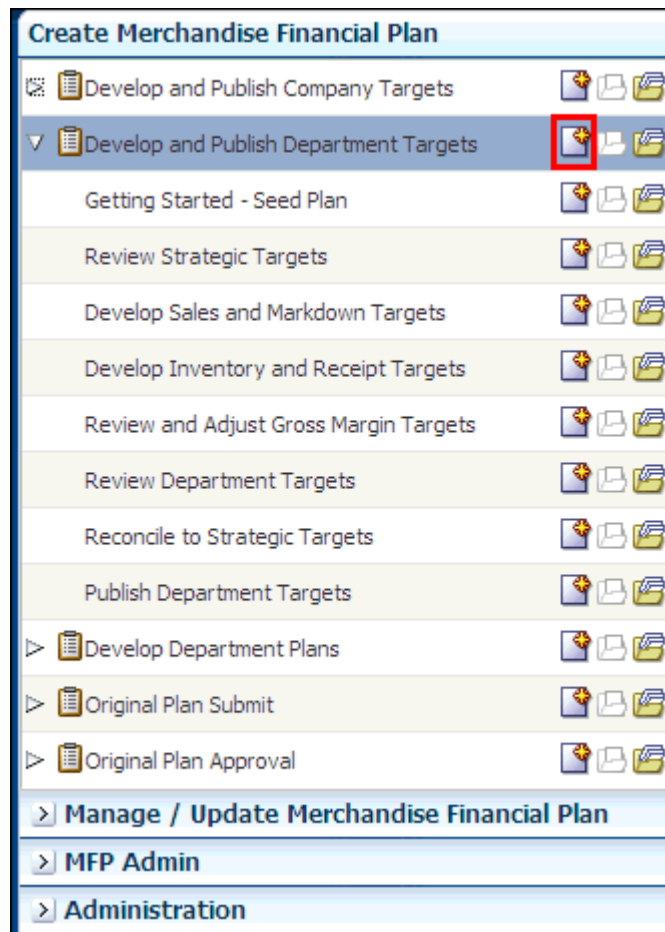 Create Merchandise Financial Plan
Develop and Publish Company Targets
Develop and Publish Department Targets
Getting Started - Seed Plan
Review Strategic Targets
Develop Sales and Markdown Targets
Develop Inventory and Receipt Targets
Review and Adjust Gross Margin Targets
Review Department Targets
Reconcile to Strategic Targets
Publish Department Targets
Develop Department Plans
Original Plan Submit
Original Plan Approval
Manage / Update Merchandise Financial Plan
MFP Admin
Administration